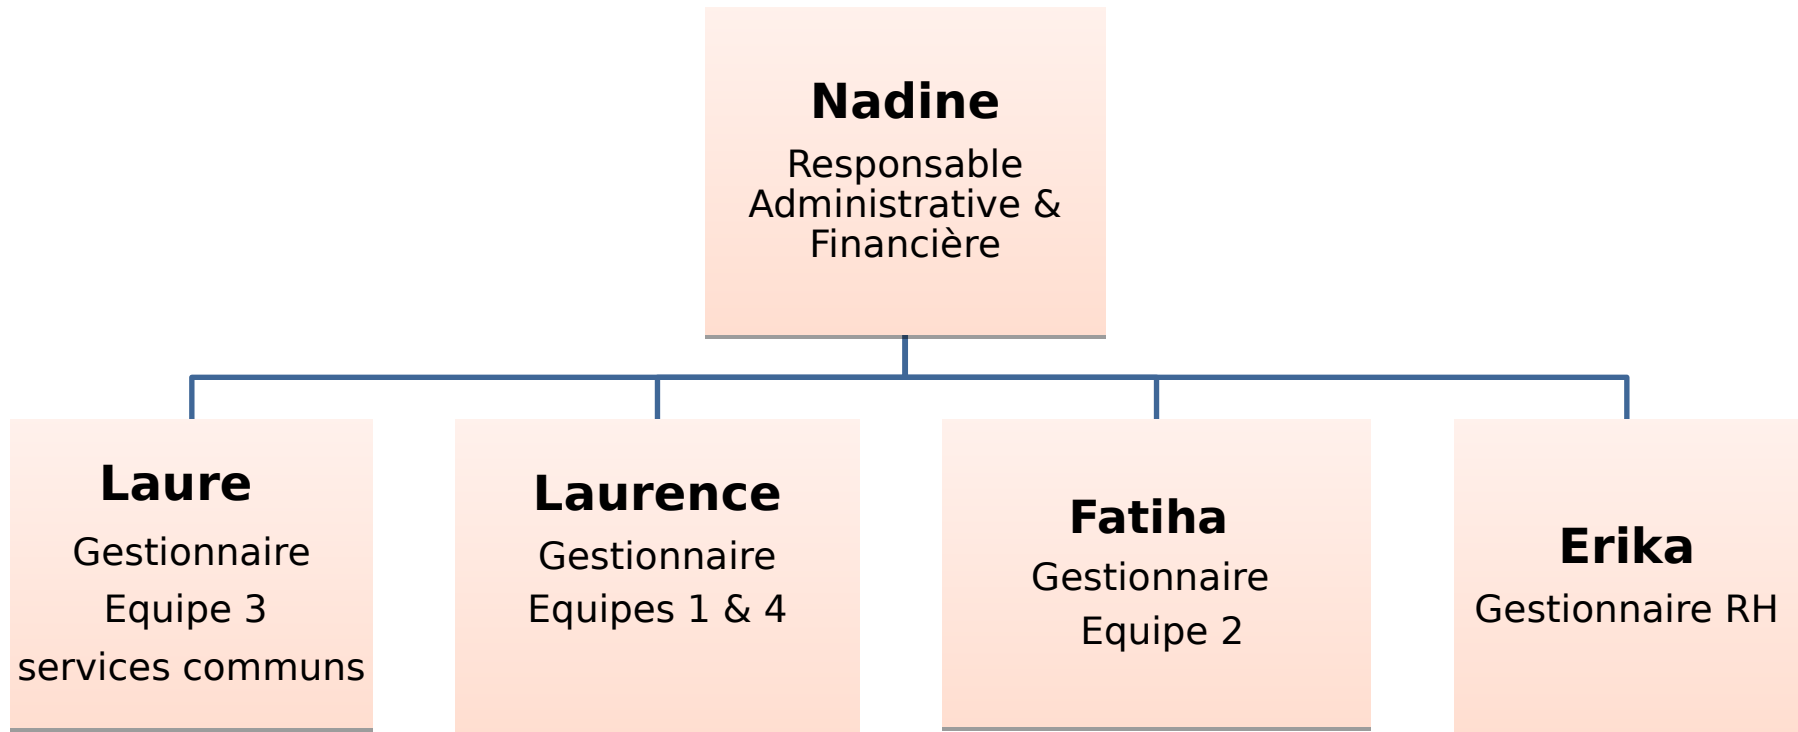 Nadine
Responsable
Administrative &
Financière
Laure
Gestionnaire
Equipe 3
services communs
Laurence
Gestionnaire
Equipes 1 & 4
Fatiha
Gestionnaire
Equipe 2
Erika
Gestionnaire RH